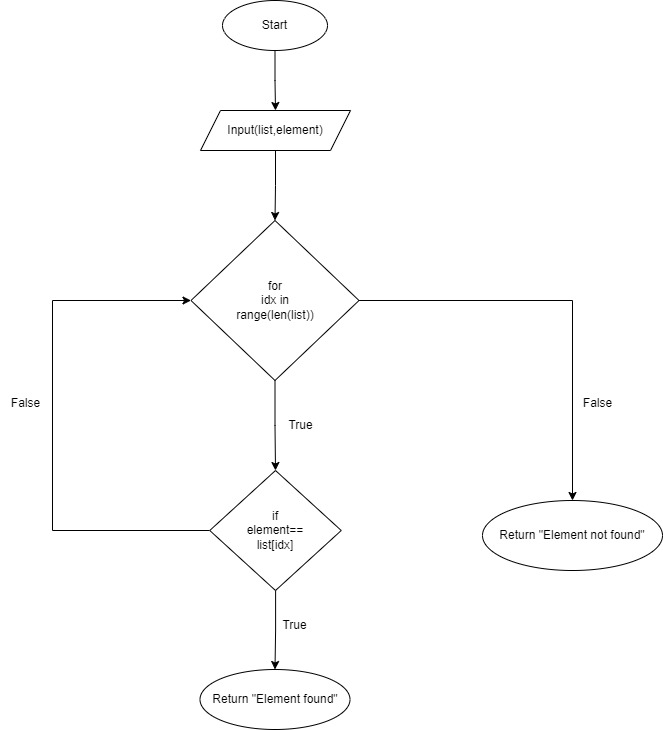 Start
Input(list,element)
for
idx in
range(len(list))
False
False
True
if
element==
list[idx]
Return "Element not found"
True
Return "Element found"